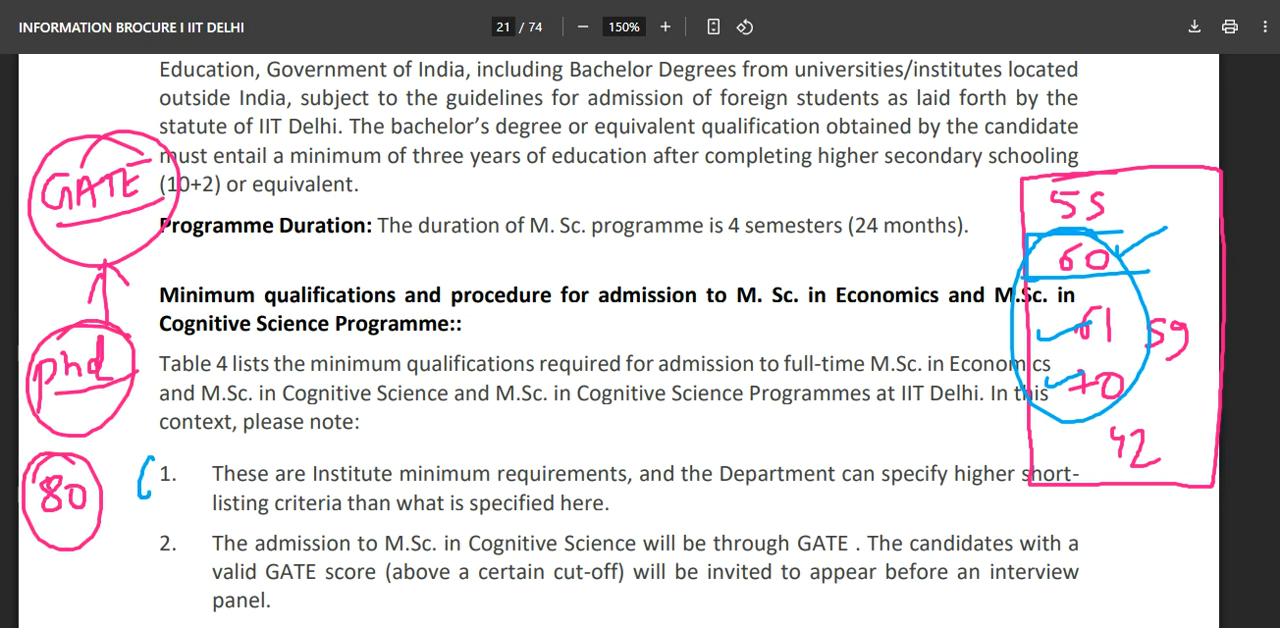 INFORMATION BROCURE I IIT DELHI
21 / 74
150%
Education, Government of India, including Bachelor Degrees from universities/institutes located
outside India, subject to the guidelines for admission of foreign students as laid forth by the
statute of IIT Delhi. The bachelor's degree or equivalent qualification obtained by the candidate
must entail a minimum of three years of education after completing higher secondary schooling
(10+2) or equivalent.
GATE
55
Programme Duration: The duration of M. Sc. programme is 4 semesters (24 months).
60
Minimum qualifications and procedure for admission to M. Sc. in Economics and M.Sc. in
Cognitive Science Programme::
61
59
phd
Table 4 lists the minimum qualifications required for admission to full-time M.Sc. in Economics
and M.Sc. in Cognitive Science and M.Sc. in Cognitive Science Programmes at IIT Delhi. In this
70
context, please note:
42
80
1. These are Institute minimum requirements, and the Department can specify higher short-
listing criteria than what is specified here.
2. The admission to M.Sc. in Cognitive Science will be through GATE . The candidates with a
valid GATE score (above a certain cut-off) will be invited to appear before an interview
panel.